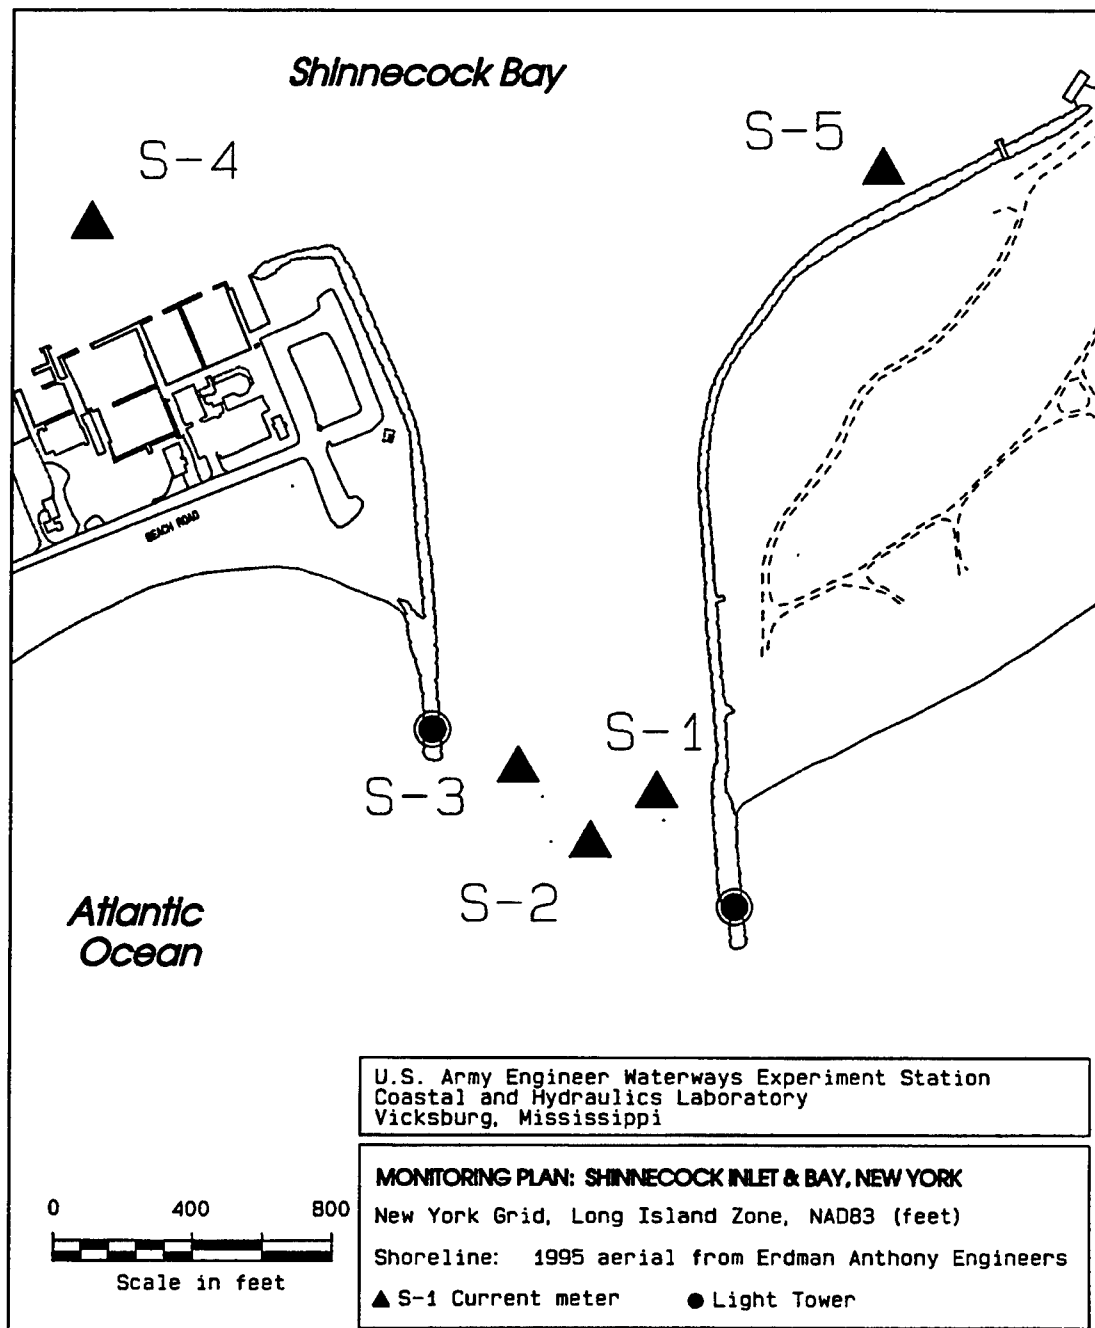 Shinnecock Bay
S-4
S-5
BEACH ROAD
S-1
S-3
S-2
Atlantic
Ocean
U.S. Army Engineer Waterways Experiment Station
Coastal and Hydraulics Laboratory
Vicksburg, Mississippi
MONITORING PLAN: SHINNECOCK INLET & BAY, NEW YORK
New York Grid, Long Island Zone, NAD83 (feet)
Shoreline: 1995 aerial from Erdman Anthony Engineers
▲ S-1 Current meter ● Light Tower
0 400 800
Scale in feet